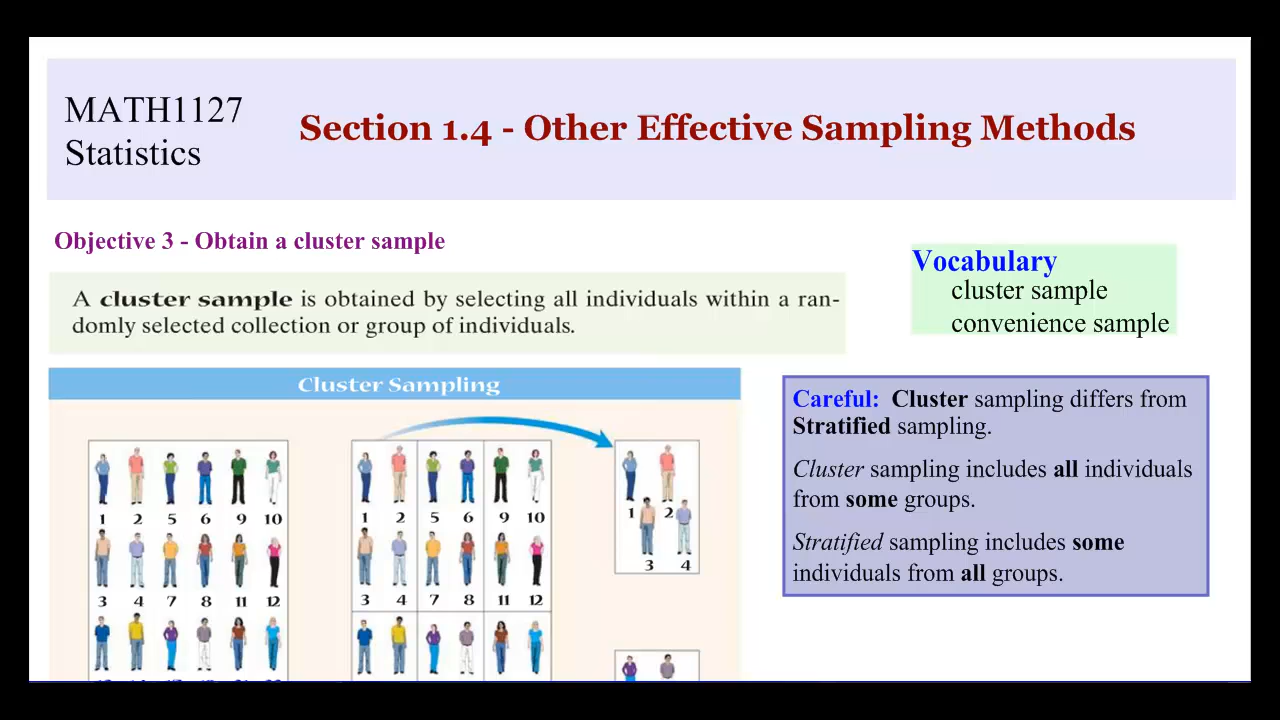 MATH1127
Statistics
Section 1.4 - Other Effective Sampling Methods
Objective 3 - Obtain a cluster sample
A cluster sample is obtained by selecting all individuals within a ran-
domly selected collection or group of individuals.
Vocabulary
cluster sample
convenience sample
Cluster Sampling
1 2 5 6 9 10
3 4 7 8 11 12
1 2 5 6 9 10
3 4 7 8 11 12
1 2
3 4
Careful: Cluster sampling differs from
Stratified sampling.
Cluster sampling includes all individuals
from some groups.
Stratified sampling includes some
individuals from all groups.